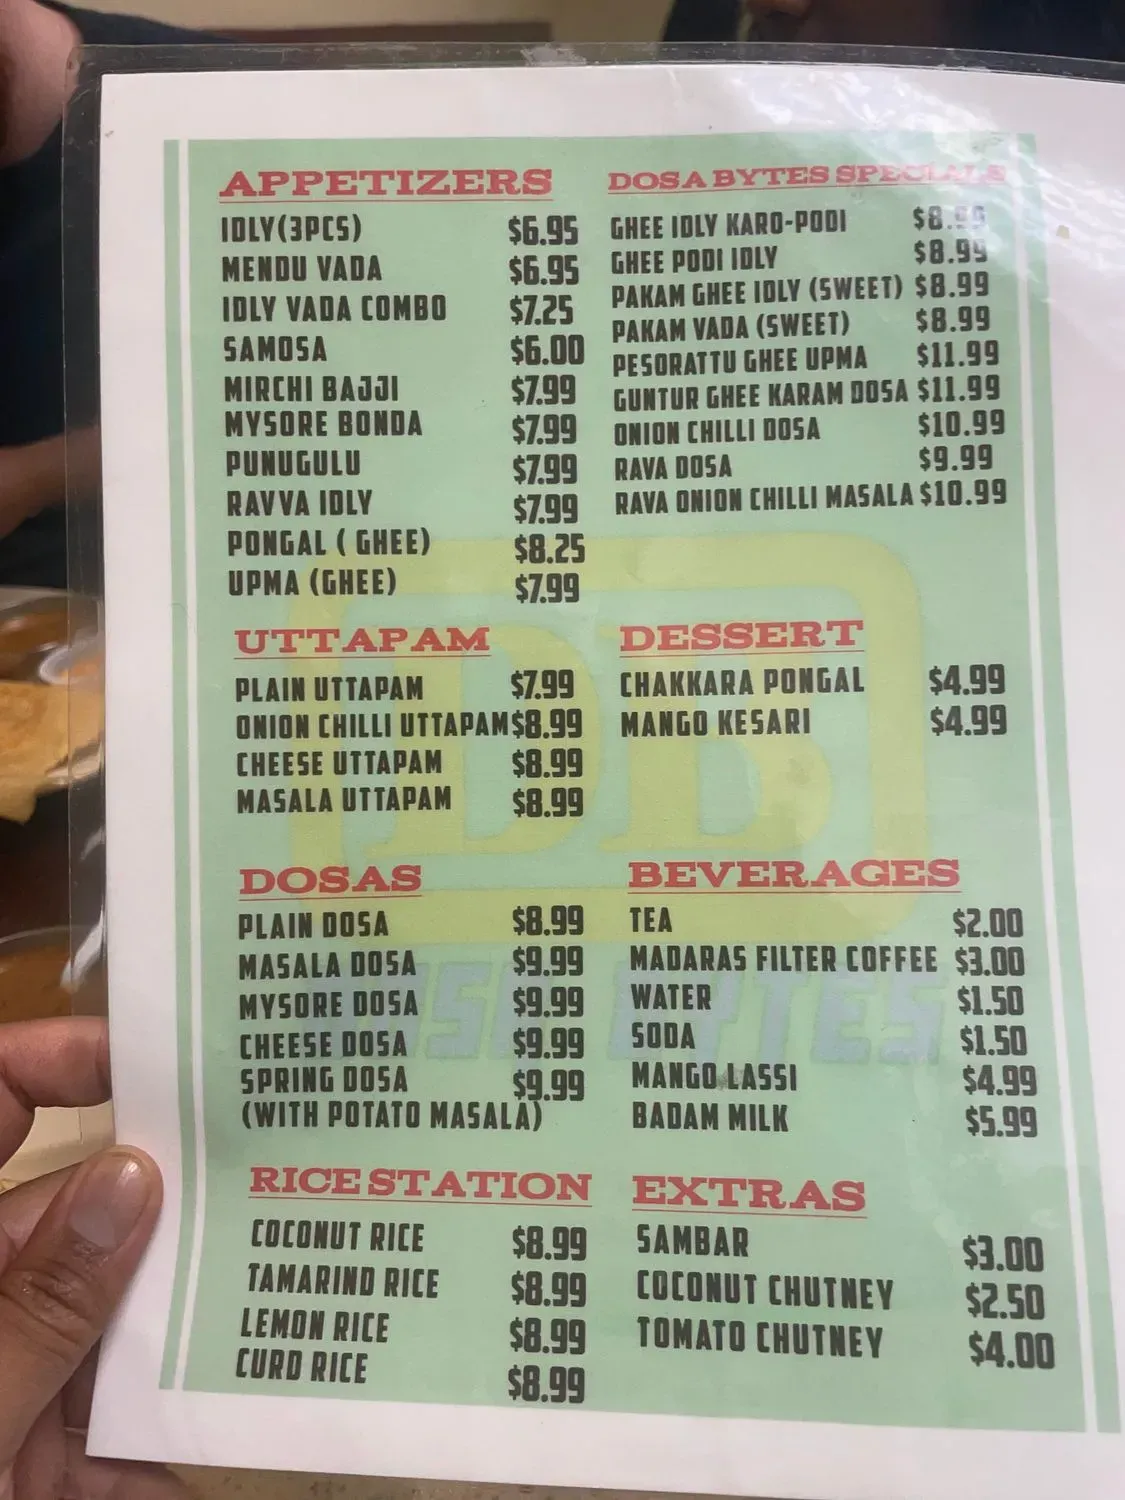 APPETIZERS
IDLY(3PCS) $6.95
MENDU VADA $6.95
IDLY VADA COMBO $7.25
SAMOSA $6.00
MIRCHI BAJJI $7.99
MYSORE BONDA $7.99
PUNUGULU $7.99
RAVVA IDLY $7.99
PONGAL ( GHEE) $8.25
UPMA (GHEE) $7.99
UTTAPAM
PLAIN UTTAPAM $7.99
ONION CHILLI UTTAPAM $8.99
CHEESE UTTAPAM $8.99
MASALA UTTAPAM $8.99
DOSAS
PLAIN DOSA $8.99
MASALA DOSA $9.99
MYSORE DOSA $9.99
CHEESE DOSA $9.99
SPRING DOSA $9.99
(WITH POTATO MASALA)
RICE STATION
COCONUT RICE $8.99
TAMARIND RICE $8.99
LEMON RICE $8.99
CURD RICE $8.99
DOSA BYTES SPECIALS
GHEE IDLY KARO-PODI $8.99
GHEE PODI IDLY $8.99
PAKAM GHEE IDLY (SWEET) $8.99
PAKAM VADA (SWEET) $8.99
PESORATTU GHEE UPMA $11.99
GUNTUR GHEE KARAM DOSA $11.99
ONION CHILLI DOSA $10.99
RAVA DOSA $9.99
RAVA ONION CHILLI MASALA $10.99
DESSERT
CHAKKARA PONGAL $4.99
MANGO KESARI $4.99
BEVERAGES
TEA $2.00
MADARAS FILTER COFFEE $3.00
WATER $1.50
SODA $1.50
MANGO LASSI $4.99
BADAM MILK $5.99
EXTRAS
SAMBAR $3.00
COCONUT CHUTNEY $2.50
TOMATO CHUTNEY $4.00
DB
DOSA BYTES